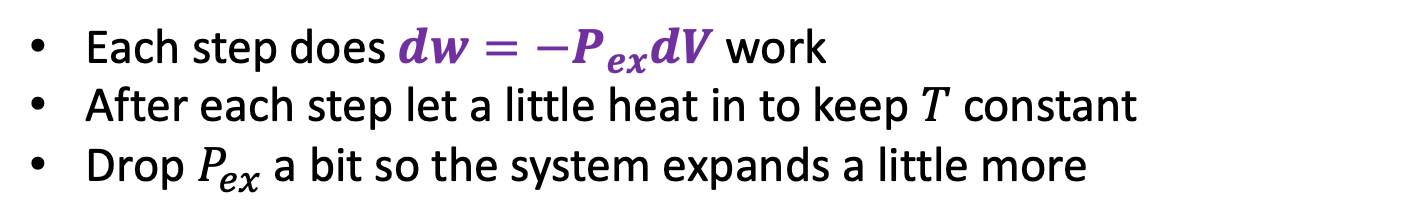 • Each step does dw = −P_ex dV work
• After each step let a little heat in to keep T constant
• Drop P_ex a bit so the system expands a little more